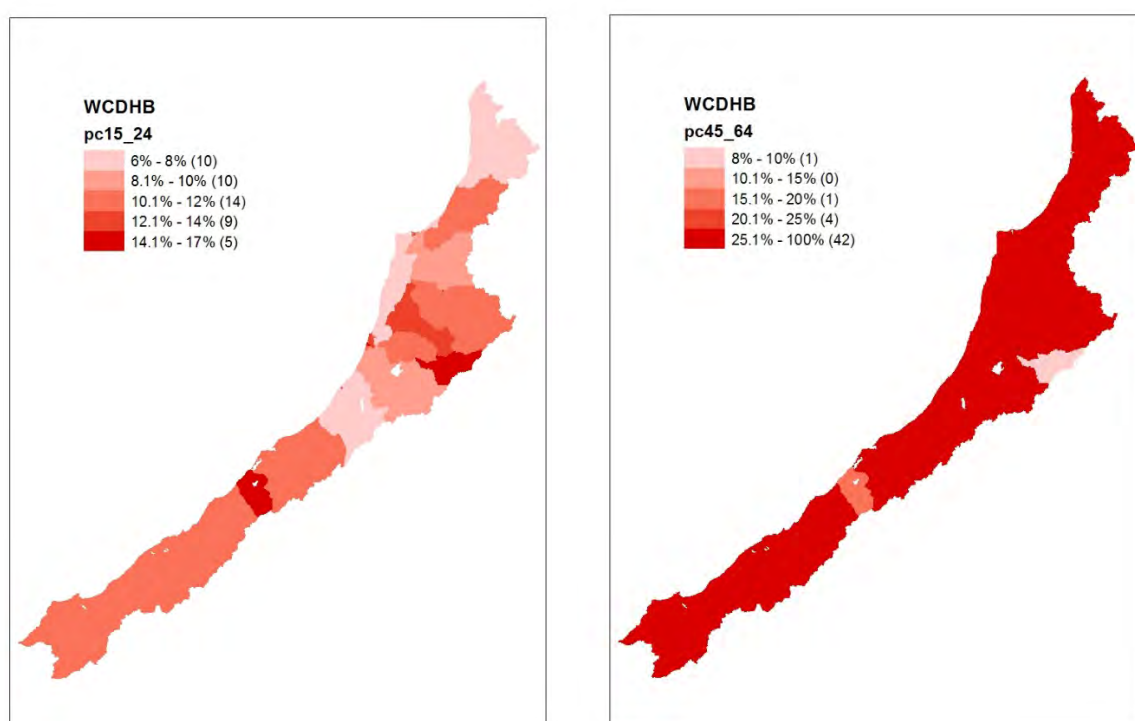 WCDHB
pc15_24
6% - 8% (10)
8.1% - 10% (10)
10.1% - 12% (14)
12.1% - 14% (9)
14.1% - 17% (5)
WCDHB
pc45_64
8% - 10% (1)
10.1% - 15% (0)
15.1% - 20% (1)
20.1% - 25% (4)
25.1% - 100% (42)